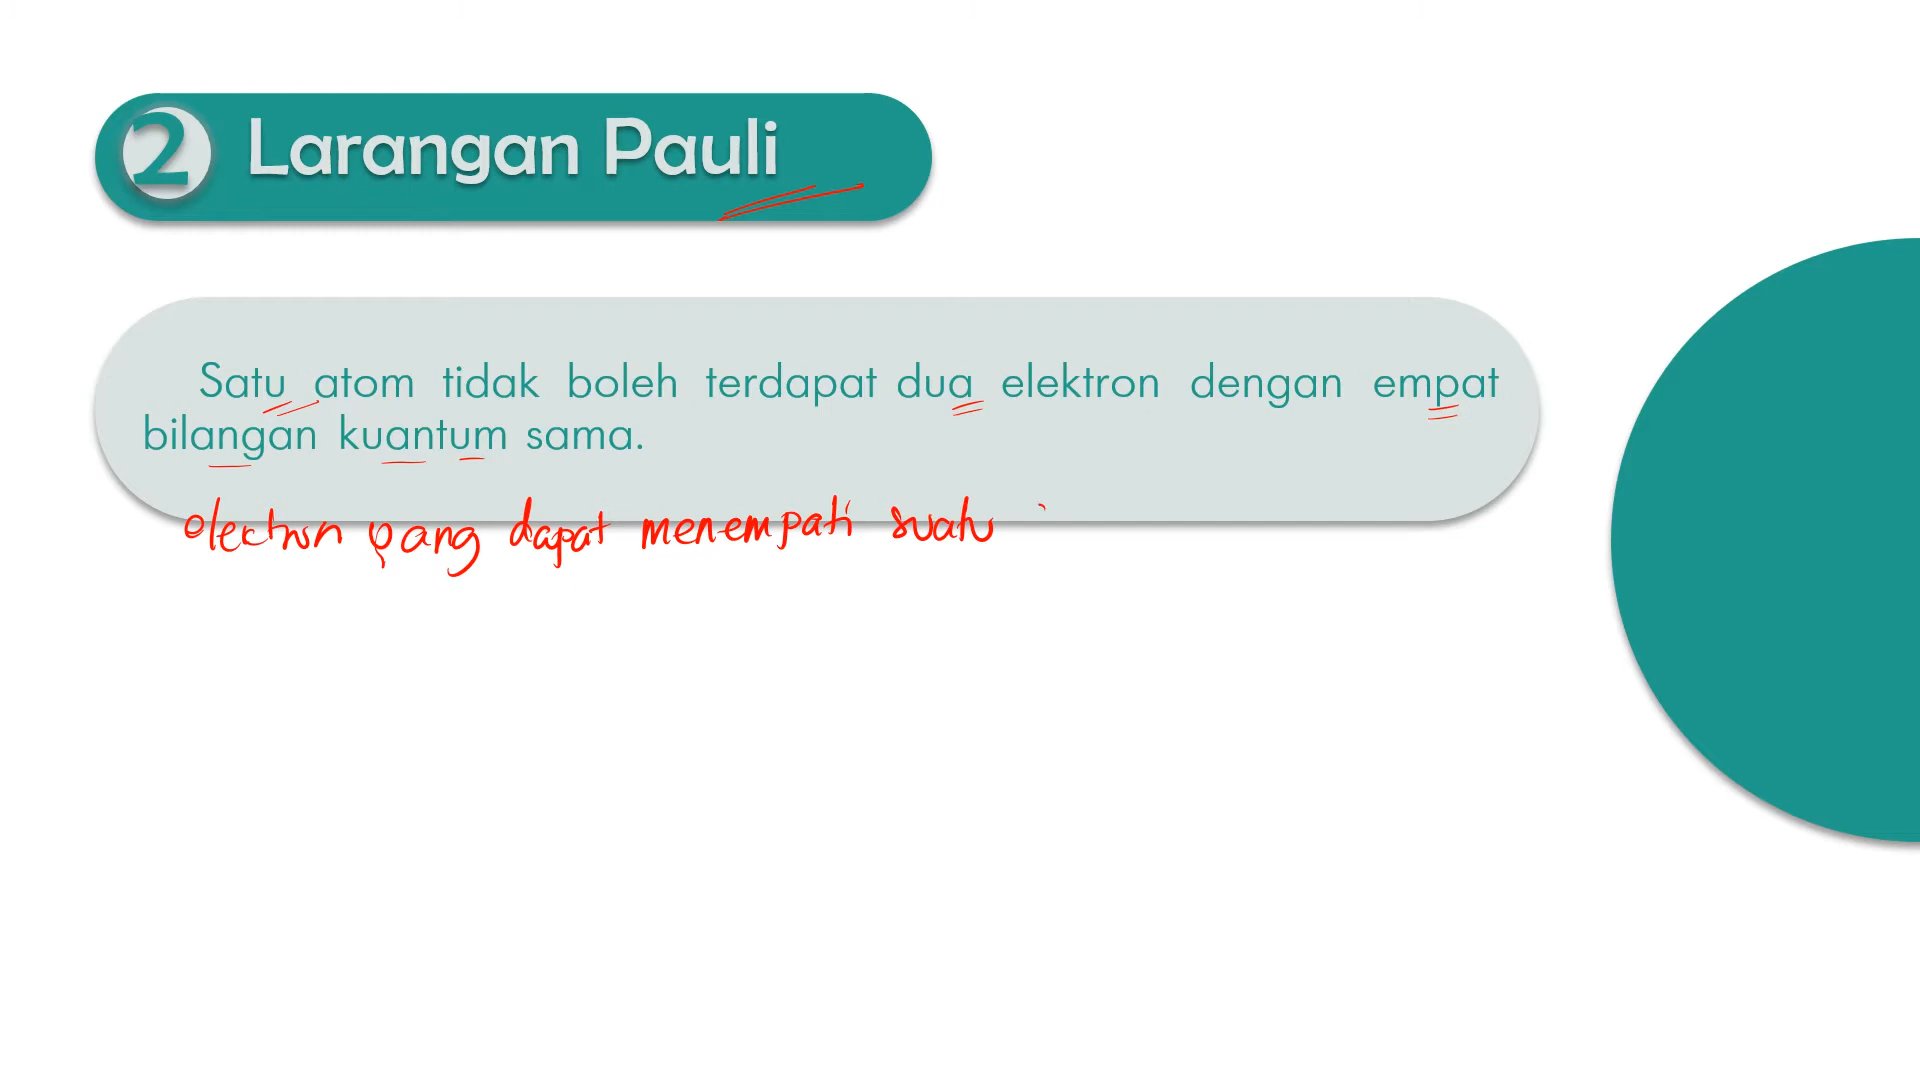 2 Larangan Pauli
Satu atom tidak boleh terdapat dua elektron dengan empat
bilangan kuantum sama.
electron yang dapat menempati suatu